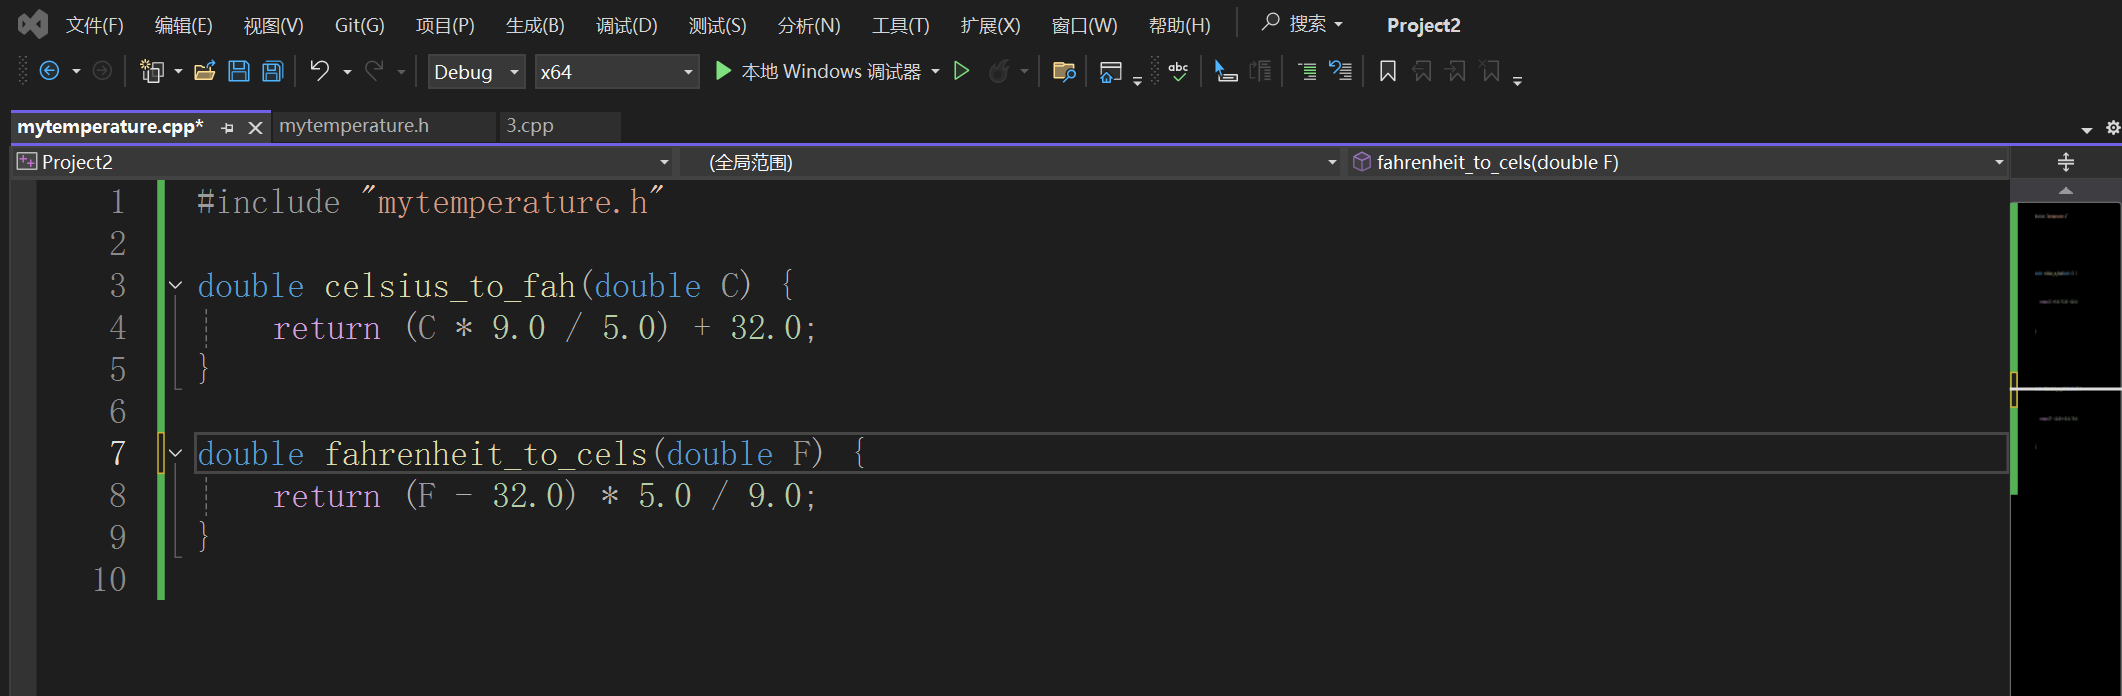 文件(F) 编辑(E) 视图(V) Git(G) 项目(P) 生成(B) 调试(D) 测试(S) 分析(N) 工具(T) 扩展(X) 窗口(W) 帮助(H) 搜索 Project2
Debug x64 本地 Windows 调试器 abc
mytemperature.cpp* mytemperature.h 3.cpp
Project2 (全局范围) fahrenheit_to_cels(double F)
1 #include "mytemperature.h"
2
3 double celsius_to_fah(double C) {
4 return (C * 9.0 / 5.0) + 32.0;
5 }
6
7 double fahrenheit_to_cels(double F) {
8 return (F - 32.0) * 5.0 / 9.0;
9 }
10